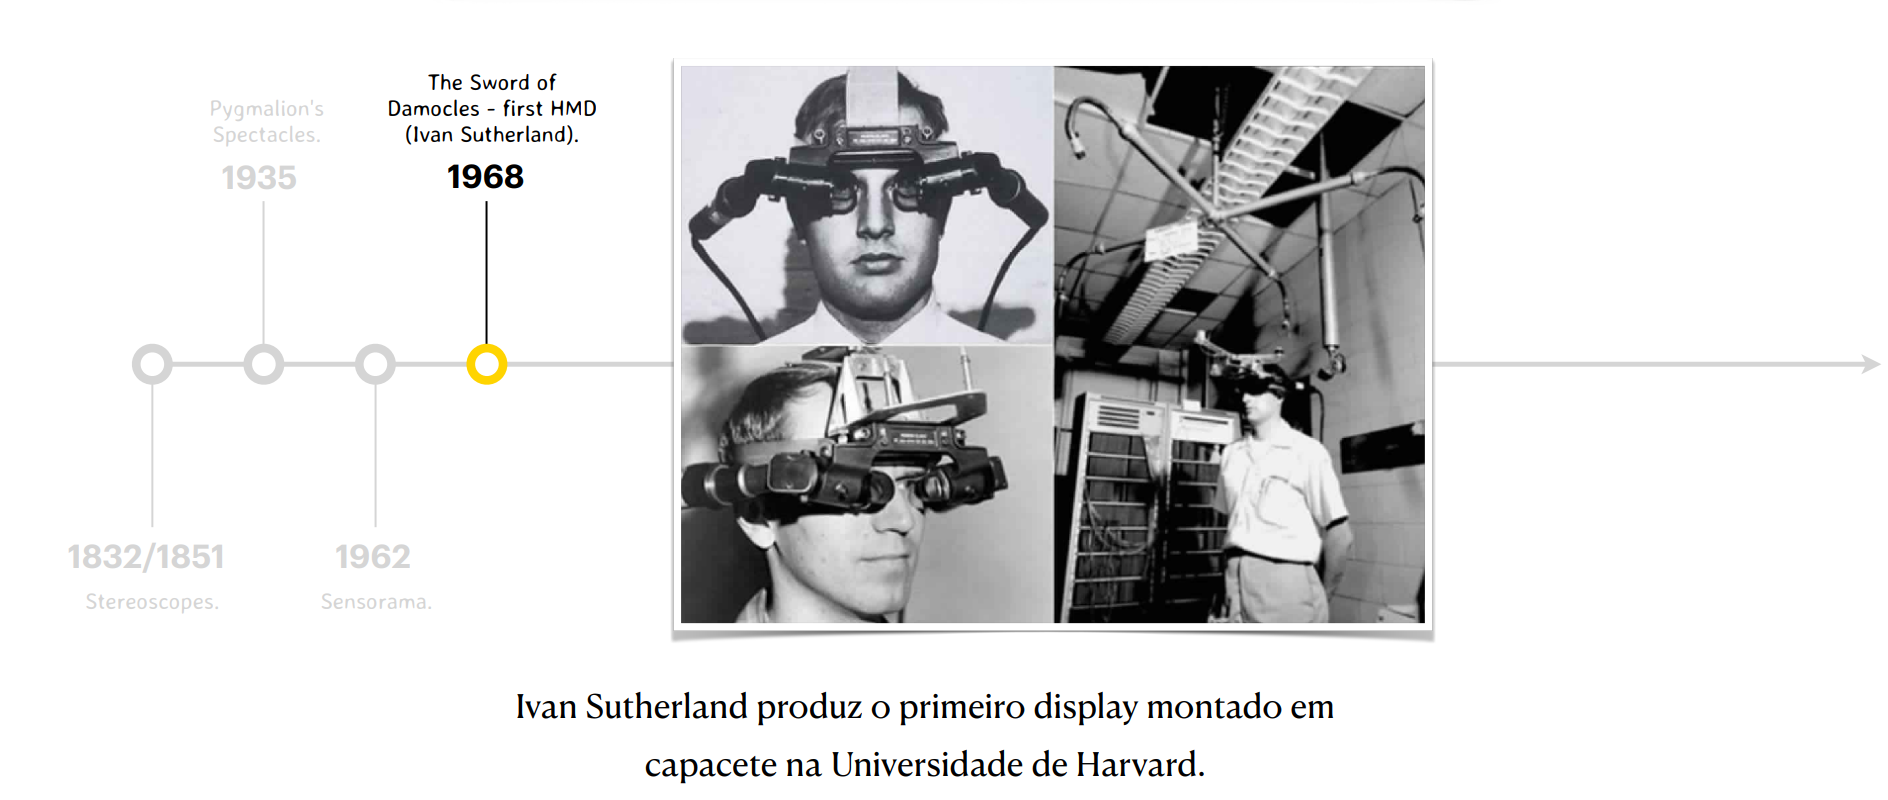 Pygmalion's
Spectacles.
1935
The Sword of
Damocles - first HMD
(Ivan Sutherland).
1968
1832/1851
Stereoscopes.
1962
Sensorama.
Ivan Sutherland produz o primeiro display montado em
capacete na Universidade de Harvard.